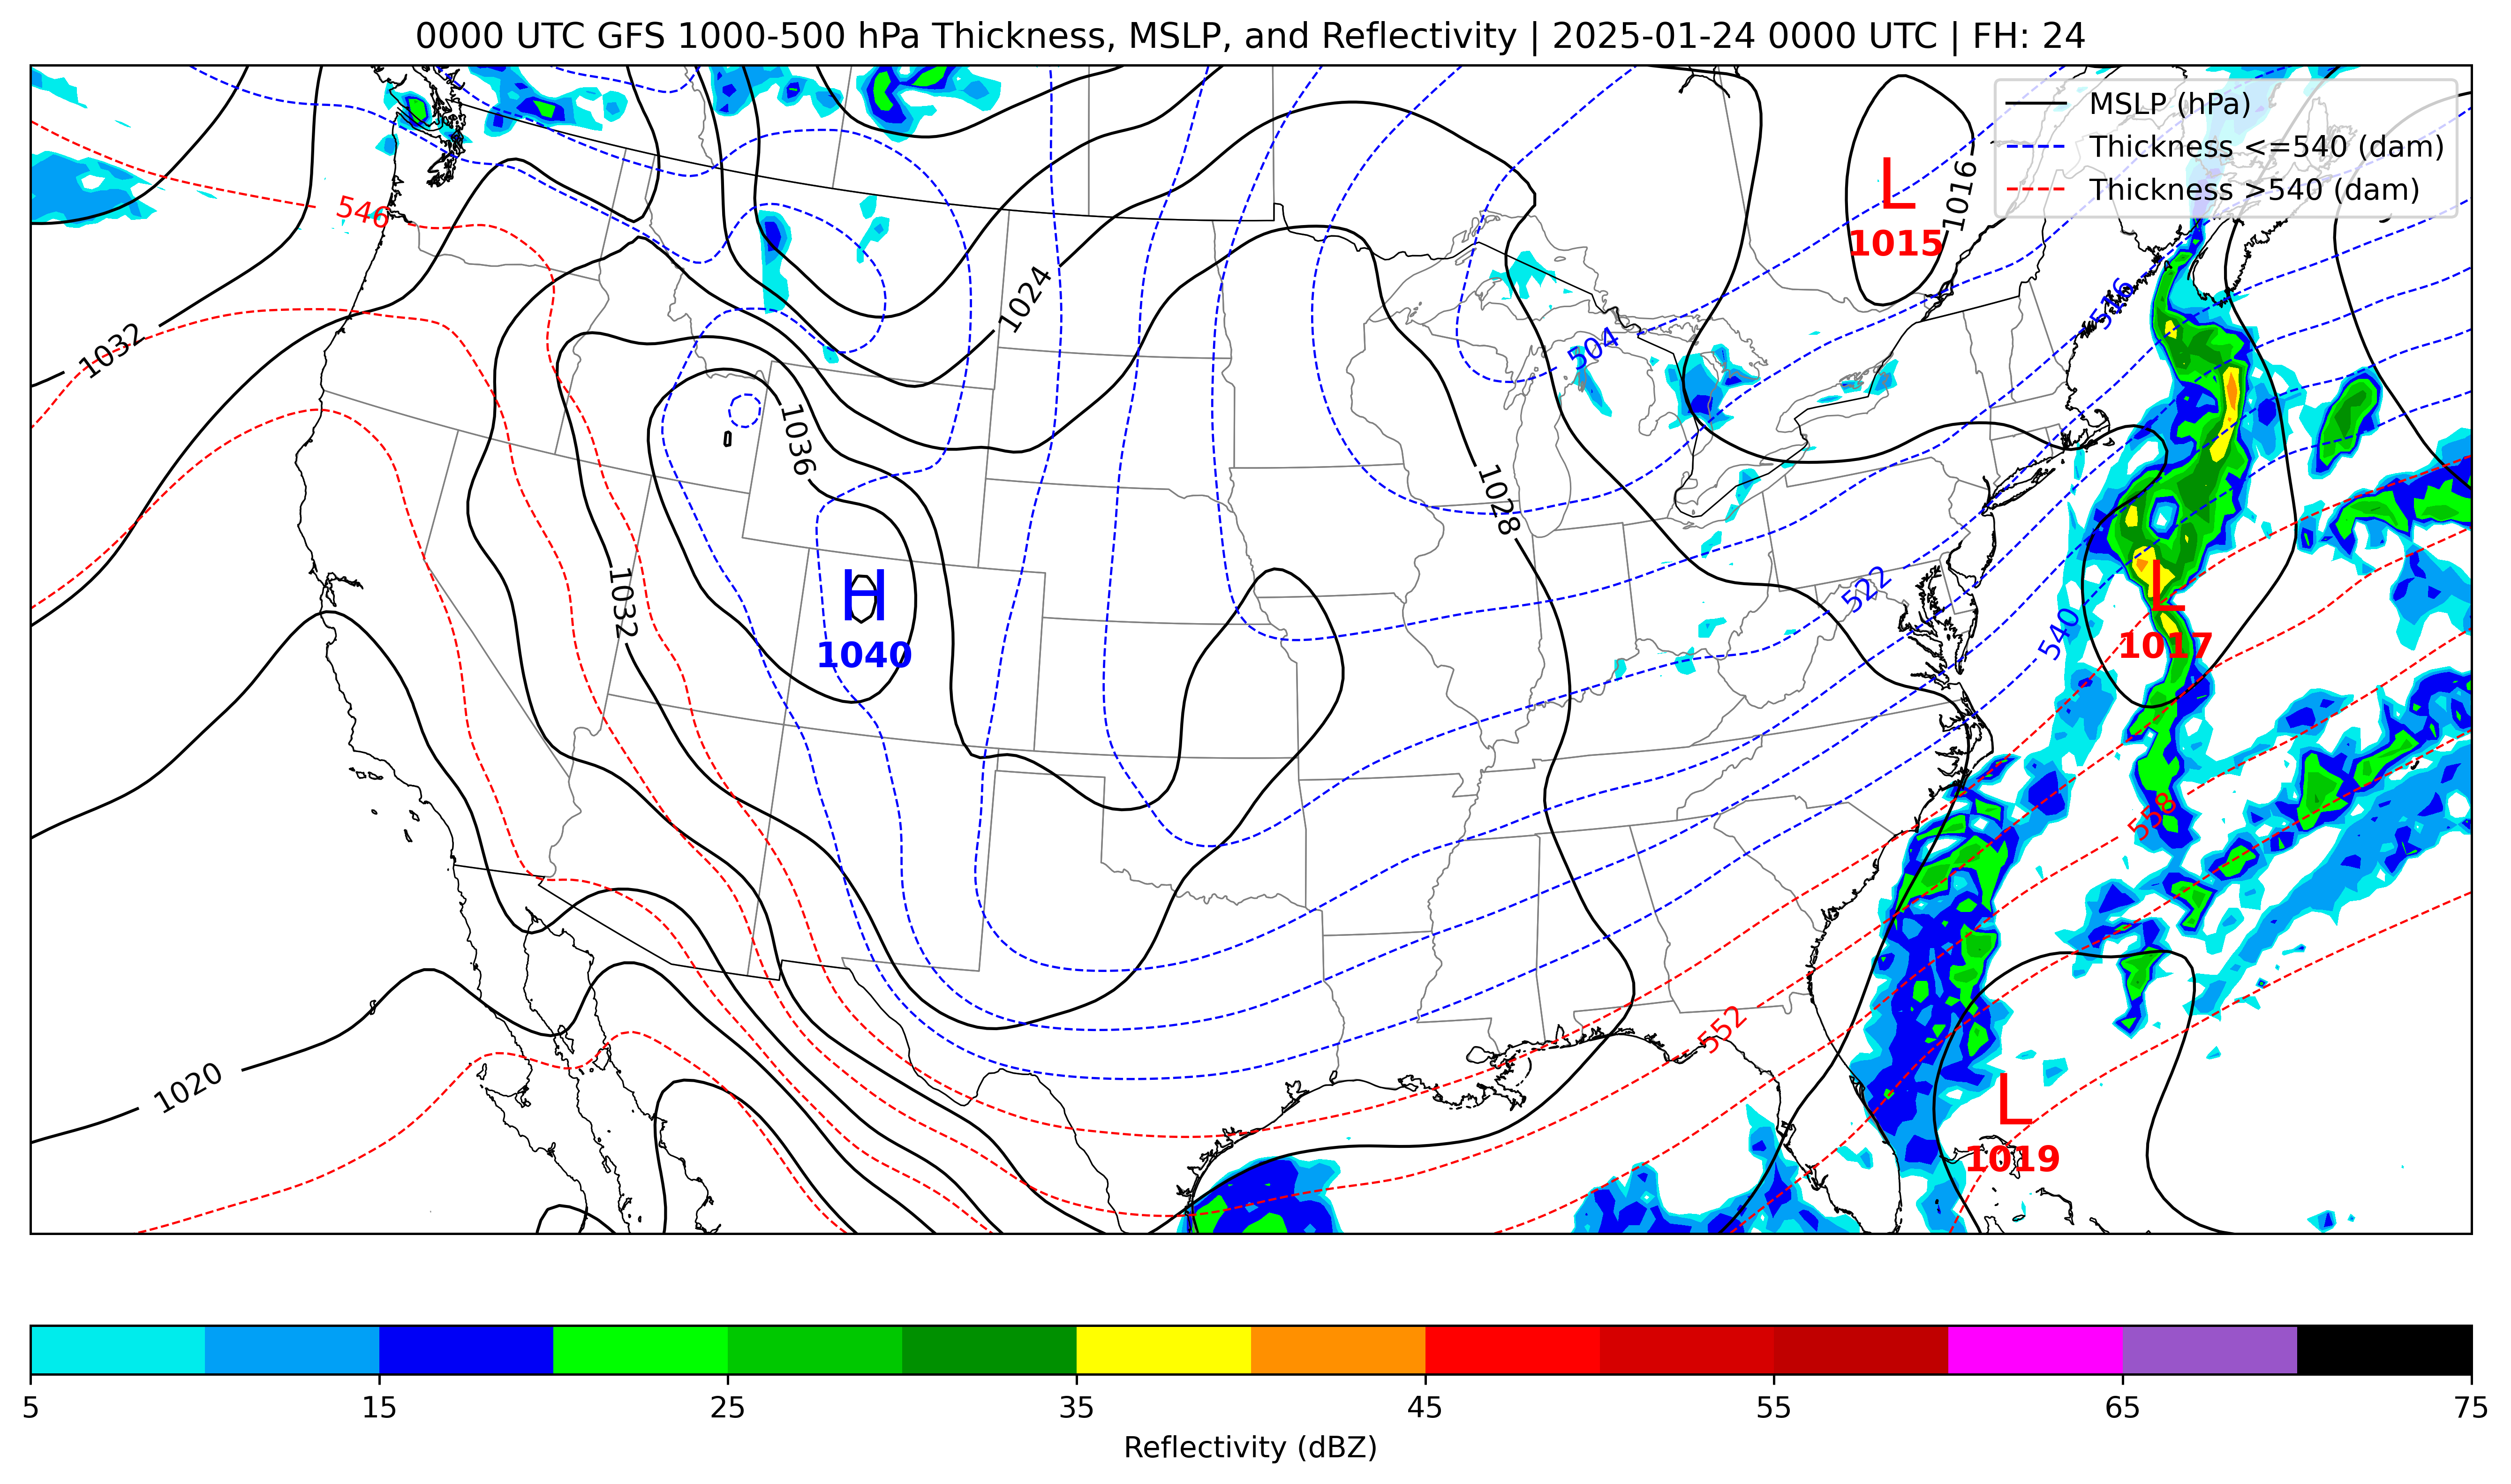 0000 UTC GFS 1000-500 hPa Thickness, MSLP, and Reflectivity | 2025-01-24 0000 UTC | FH: 24
MSLP (hPa)
Thickness <=540 (dam)
Thickness >540 (dam)
L
1015
1016
546
1032
1024
516
504
1036
1028
H
1040
1032
522
540
L
1017
558
552
1020
L
1019
5 15 25 35 45 55 65 75
Reflectivity (dBZ)